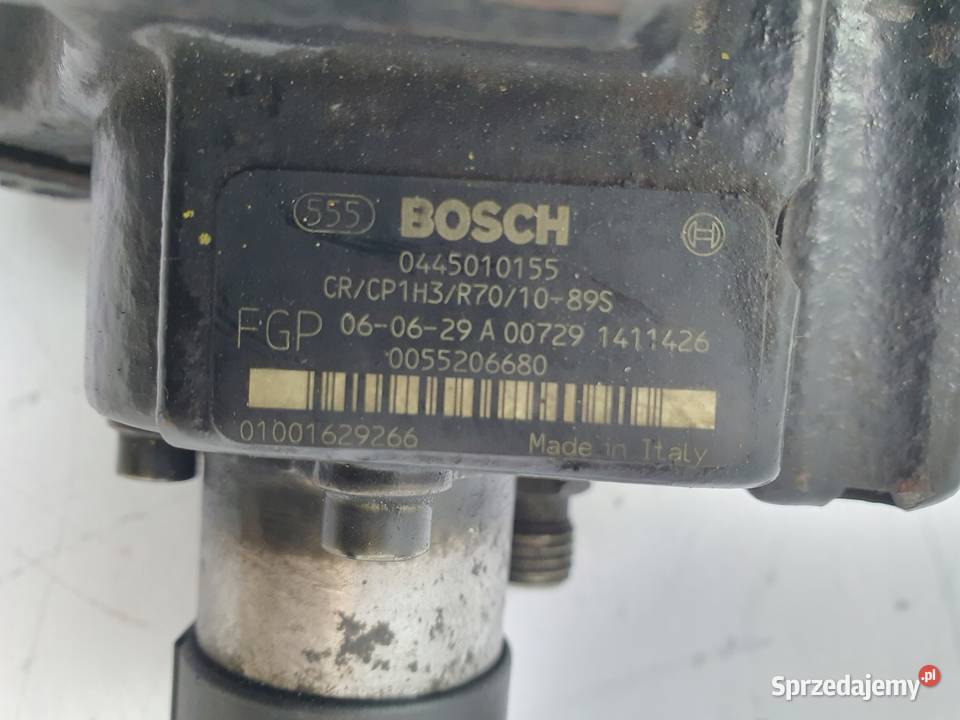 555 BOSCH
0445010155
CR/CP1H3/R70/10-89S
FGP 06-06-29 A 00729 1411426
0055206680
01001629266 Made in Italy
Sprzedajemy.pl